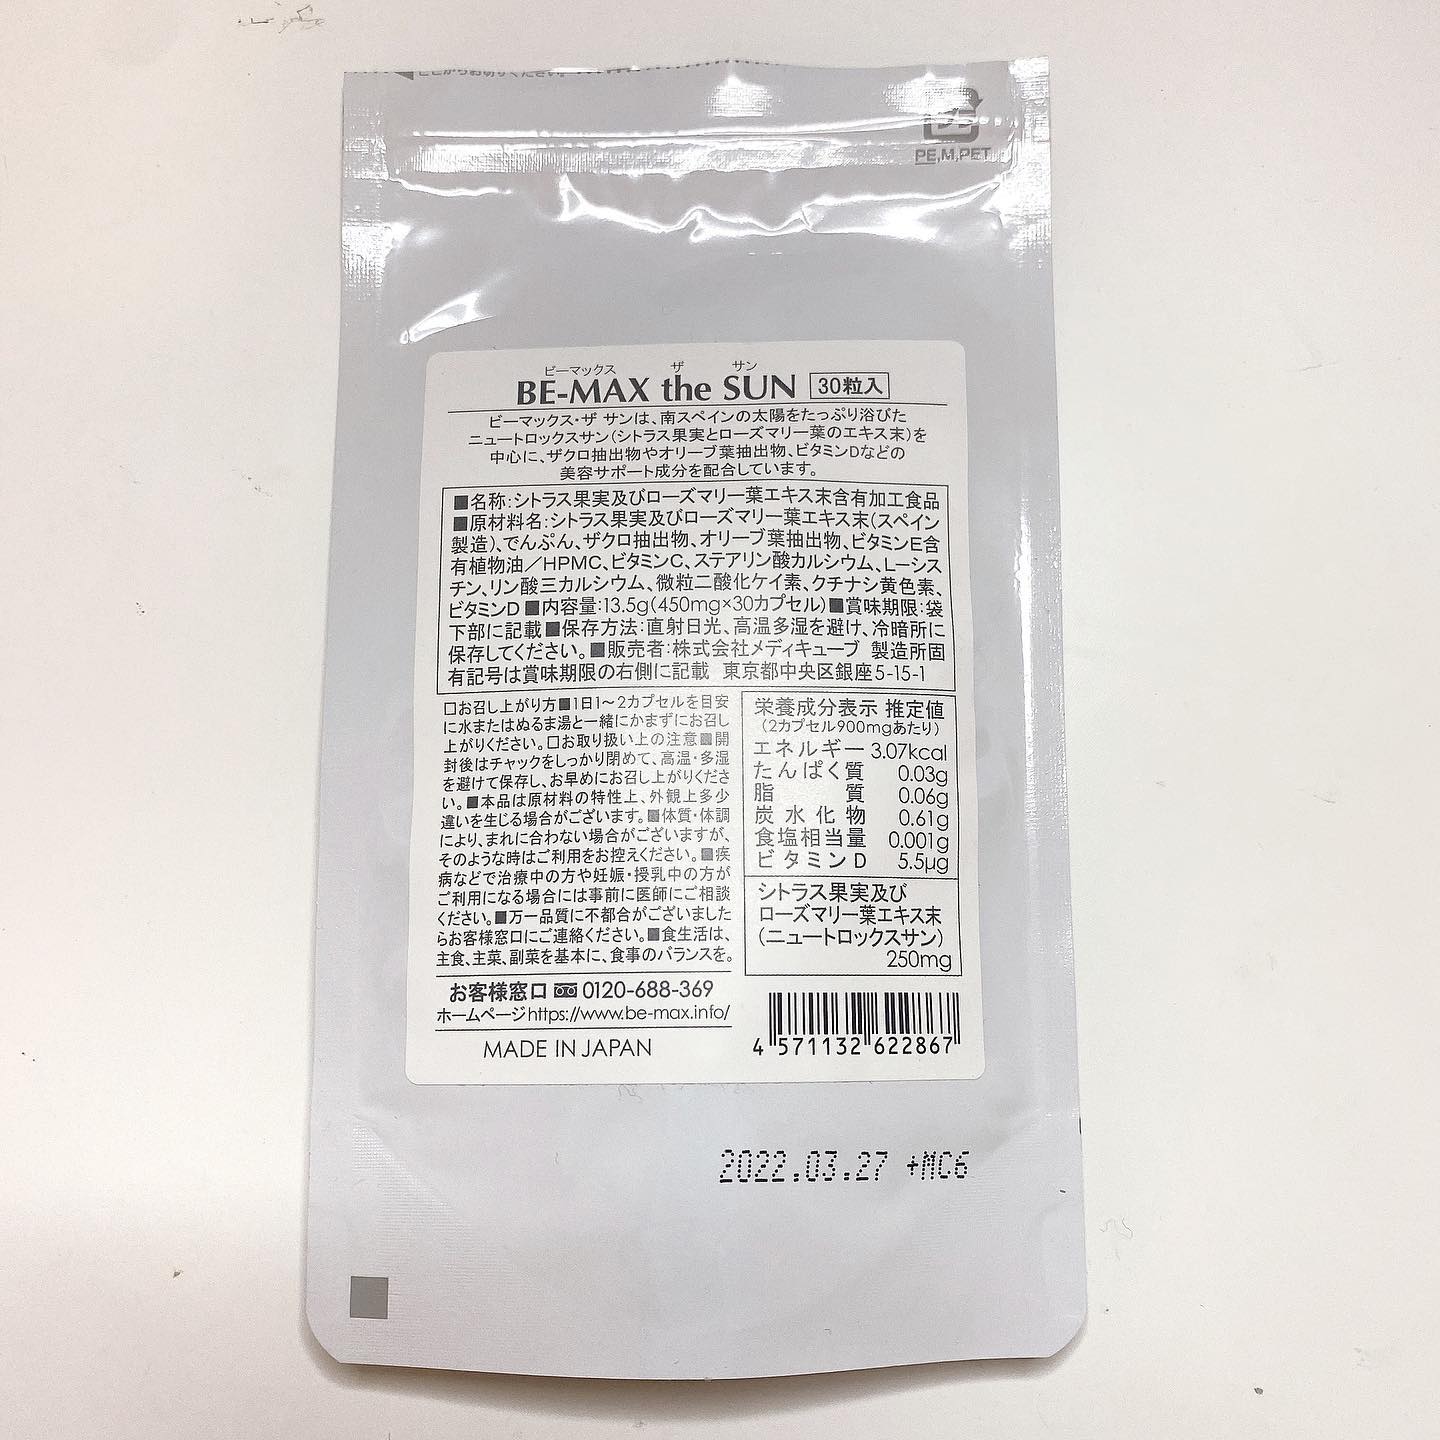 ここからお切りください。
PE,M,PET
ビーマックス ザ サン
BE-MAX the SUN 30粒入
ビーマックス・ザ サンは、南スペインの太陽をたっぷり浴びた
ニュートロックスサン(シトラス果実とローズマリー葉のエキス末)を
中心に、ザクロ抽出物やオリーブ葉抽出物、ビタミンDなどの
美容サポート成分を配合しています。
■名称:シトラス果実及びローズマリー葉エキス末含有加工食品
■原材料名:シトラス果実及びローズマリー葉エキス末(スペイン
製造)、でんぷん、ザクロ抽出物、オリーブ葉抽出物、ビタミンE含
有植物油/HPMC、ビタミンC、ステアリン酸カルシウム、L-シス
チン、リン酸三カルシウム、微粒二酸化ケイ素、クチナシ黄色素、
ビタミンD■内容量:13.5g(450mg×30カプセル)■賞味期限:袋
下部に記載■保存方法:直射日光、高温多湿を避け、冷暗所に
保存してください。■販売者:株式会社メディキューブ 製造所固
有記号は賞味期限の右側に記載 東京都中央区銀座5-15-1
□お召し上がり方■1日1〜2カプセルを目安
に水またはぬるま湯と一緒にかまずにお召し
上がりください。□お取り扱い上の注意■開
封後はチャックをしっかり閉めて、高温・多湿
を避けて保存し、お早めにお召し上がりくださ
い。■本品は原材料の特性上、外観上多少
違いを生じる場合がございます。■体質・体調
により、まれに合わない場合がございますが、
そのような時はご利用をお控えください。■疾
病などで治療中の方や妊娠・授乳中の方が
ご利用になる場合には事前に医師にご相談
ください。■万一品質に不都合がございました
らお客様窓口にご連絡ください。■食生活は、
主食、主菜、副菜を基本に、食事のバランスを。
栄養成分表示 推定値
(2カプセル900mgあたり)
エネルギー 3.07kcal
たんぱく質 0.03g
脂質 0.06g
炭水化物 0.61g
食塩相当量 0.001g
ビタミンD 5.5μg
シトラス果実及び
ローズマリー葉エキス末
(ニュートロックスサン)
250mg
お客様窓口 0120-688-369
ホームページhttps://www.be-max.info/
MADE IN JAPAN
4 571132 622867
2022.03.27 +MC6